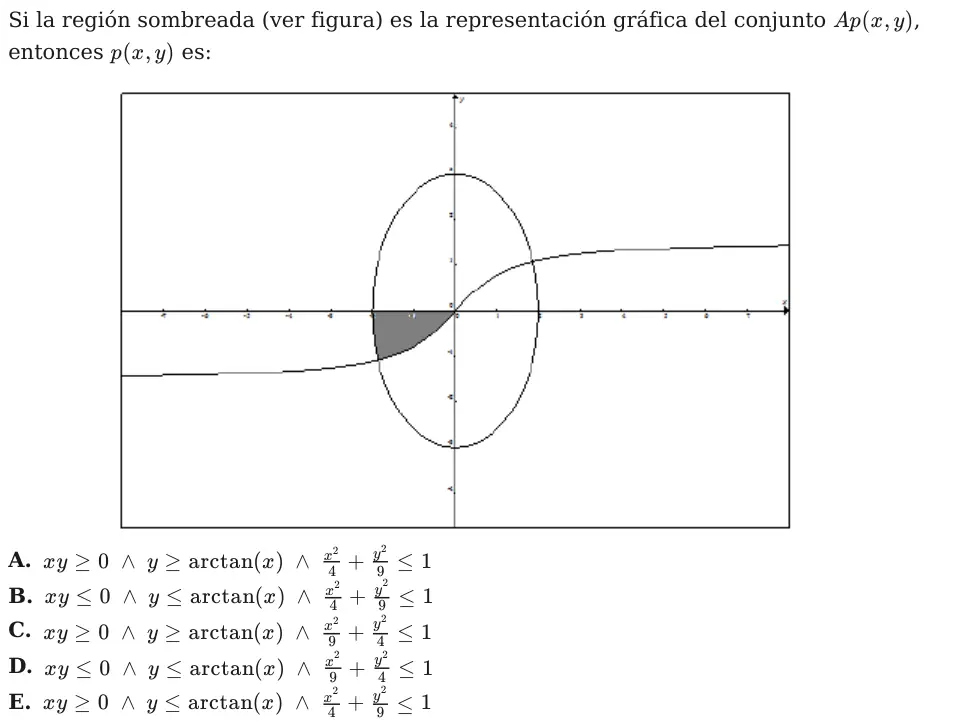 Si la región sombreada (ver figura) es la representación gráfica del conjunto Ap(x, y),
entonces p(x, y) es:
y
x
A. xy ≥ 0 ∧ y ≥ arctan(x) ∧ x²/4 + y²/9 ≤ 1
B. xy ≤ 0 ∧ y ≤ arctan(x) ∧ x²/4 + y²/9 ≤ 1
C. xy ≥ 0 ∧ y ≥ arctan(x) ∧ x²/9 + y²/4 ≤ 1
D. xy ≤ 0 ∧ y ≤ arctan(x) ∧ x²/9 + y²/4 ≤ 1
E. xy ≥ 0 ∧ y ≤ arctan(x) ∧ x²/4 + y²/9 ≤ 1